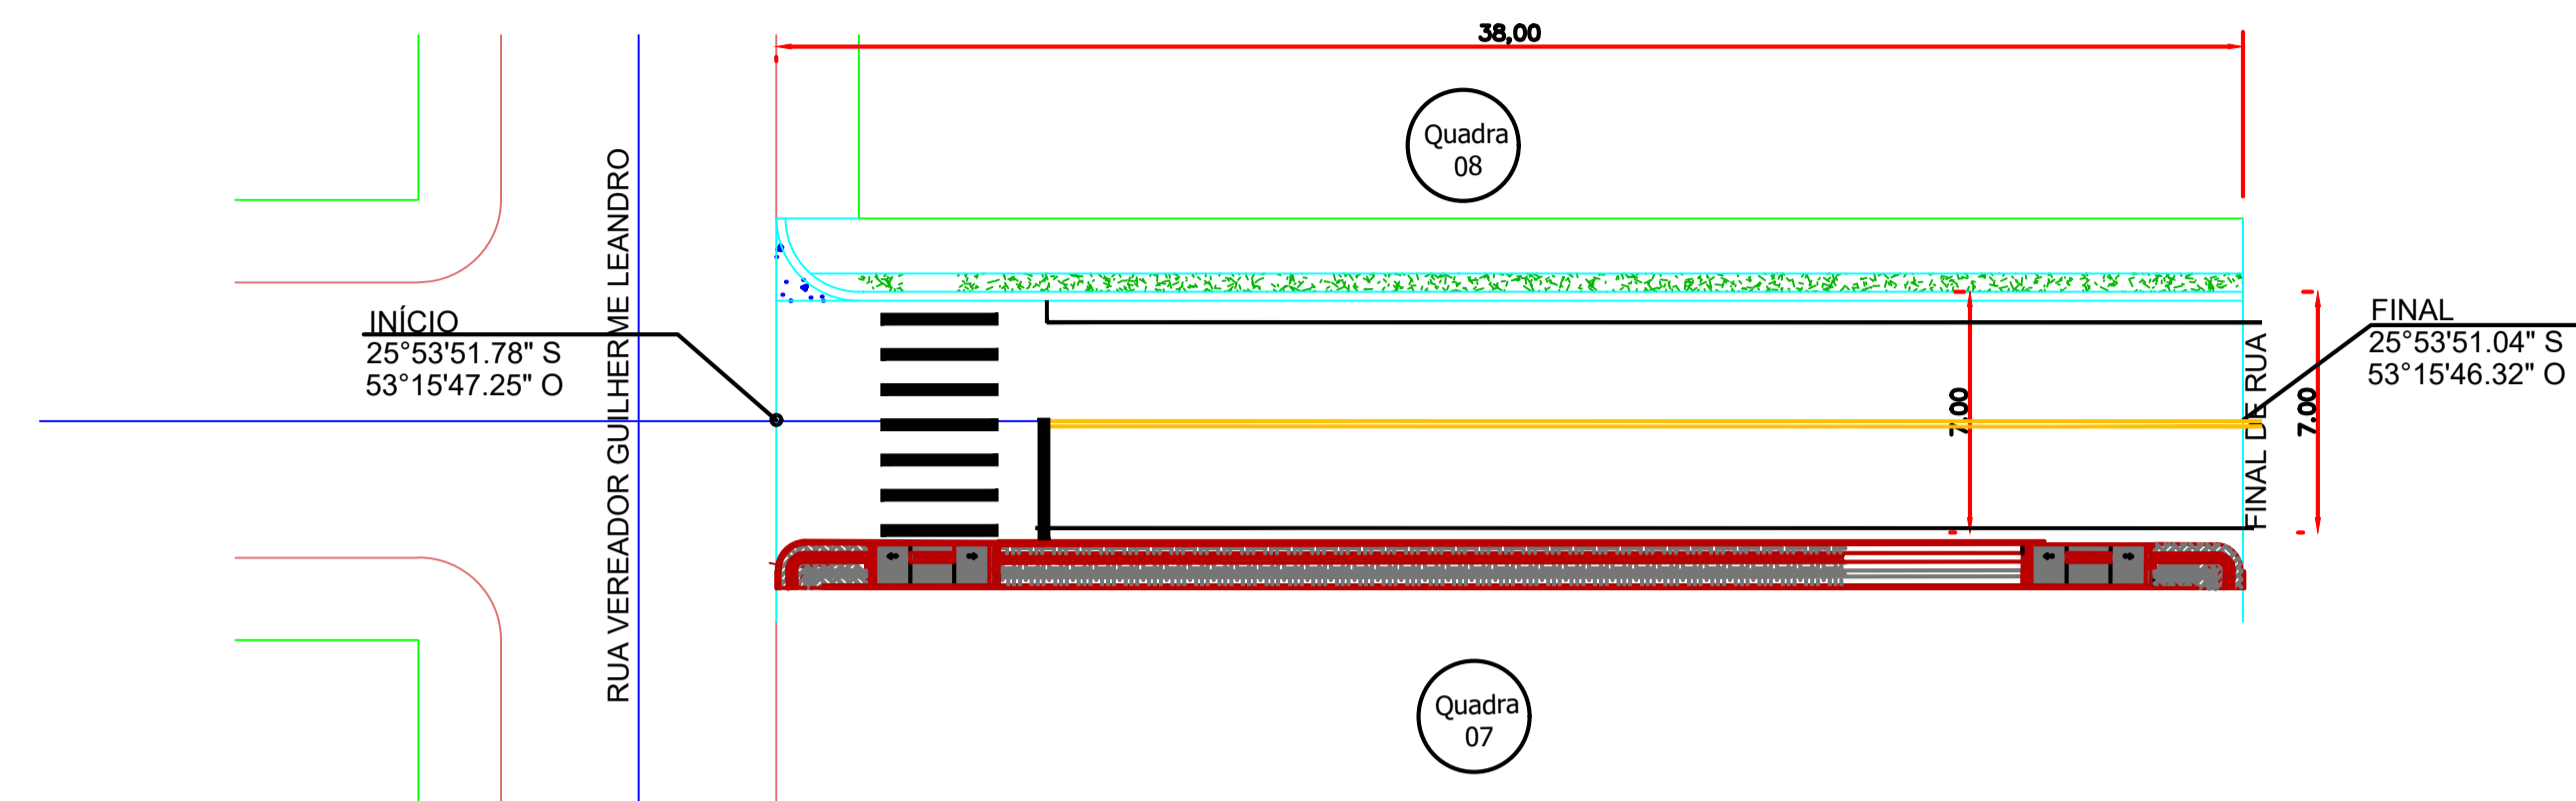 38,00
Quadra
08
RUA VEREADOR GUILHERME LEANDRO
INÍCIO
25°53'51.78" S
53°15'47.25" O
7,00
FINAL DE RUA
7.00
FINAL
25°53'51.04" S
53°15'46.32" O
Quadra
07